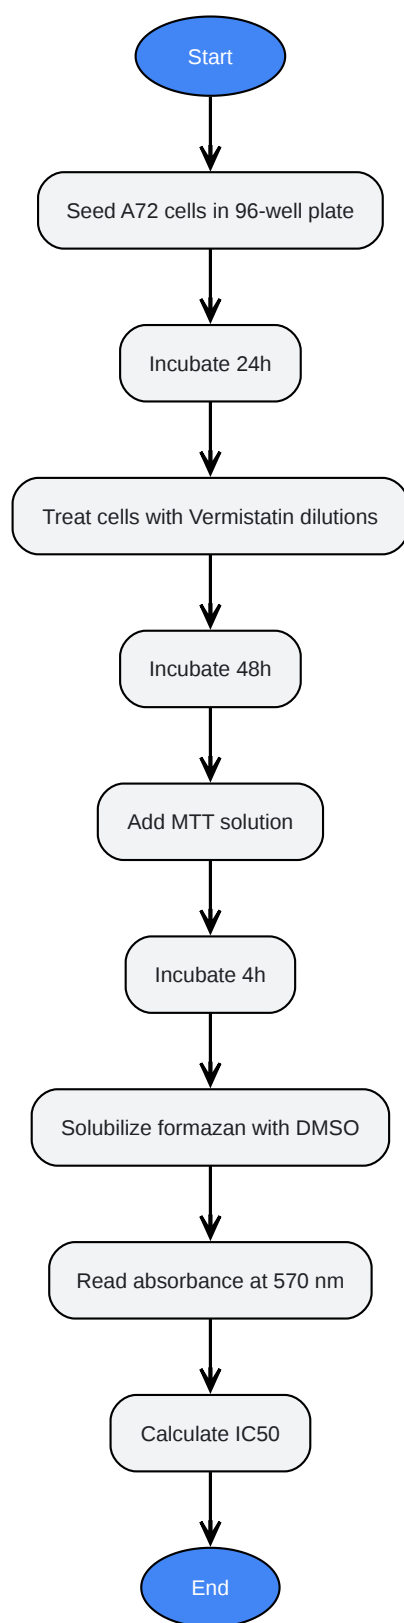 Start
Seed A72 cells in 96-well plate
Incubate 24h
Treat cells with Vermistatin dilutions
Incubate 48h
Add MTT solution
Incubate 4h
Solubilize formazan with DMSO
Read absorbance at 570 nm
Calculate IC50
End